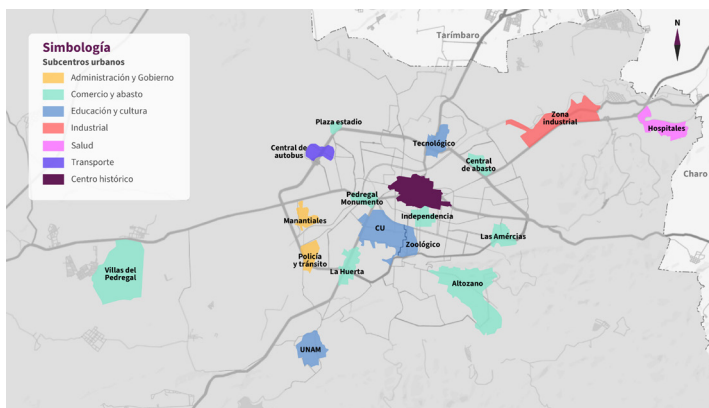 Simbología
Subcentros urbanos
Administración y Gobierno
Comercio y abasto
Educación y cultura
Industrial
Salud
Transporte
Centro histórico
Tarímbaro
N
Plaza estadio
Central de
autobus
Tecnológico
Zona
industrial
Hospitales
Central
de abasto
Charo
Pedregal
Monumento
Independencia
Manantiales
CU
Zoológico
Las Amércias
Policía
y tránsito
La Huerta
Villas del
Pedregal
Altozano
UNAM